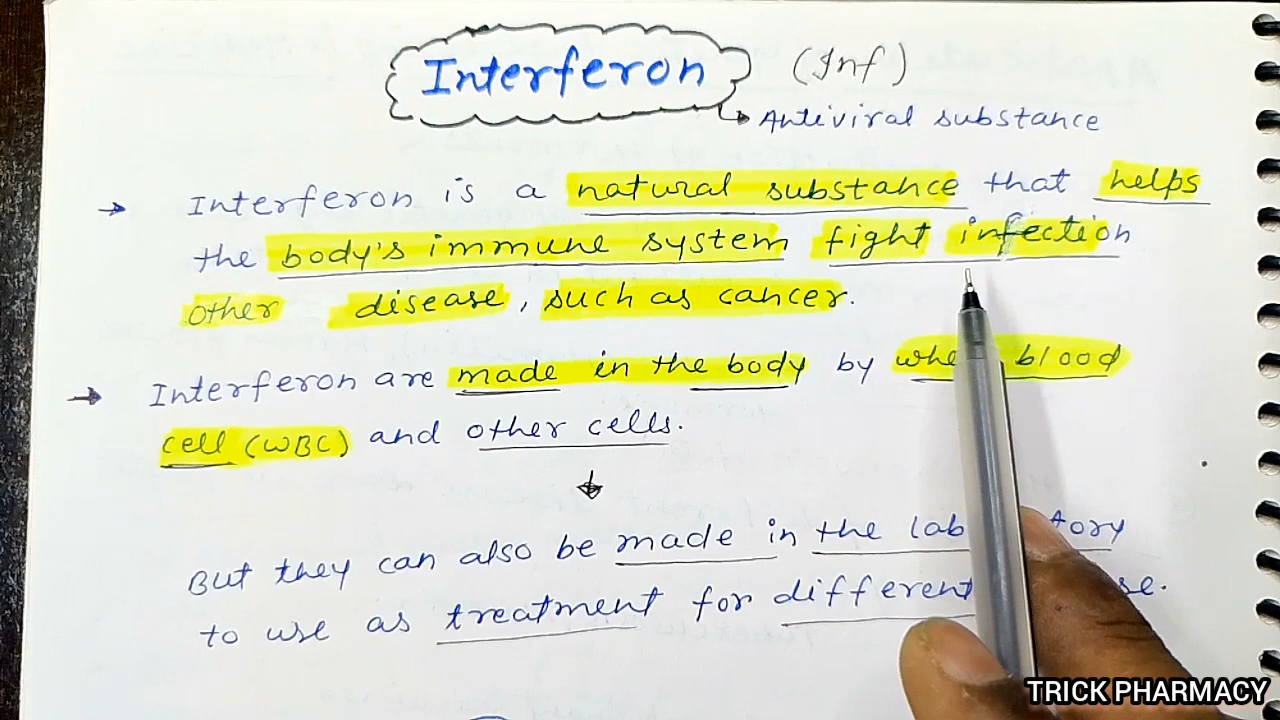 Interferon (Inf)
Antiviral substance
Interferon is a natural substance that helps
the body's immune system fight infection
other disease, such as cancer.
Interferon are made in the body by blood
cell (WBC) and other cells.
But they can also be made in the
to use as treatment for different
TRICK PHARMACY